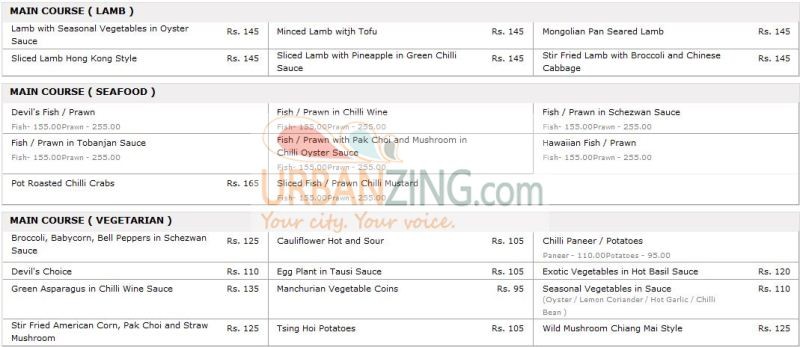 MAIN COURSE ( LAMB )
Lamb with Seasonal Vegetables in Oyster
Sauce
Rs. 145
Minced Lamb witjh Tofu
Rs. 145
Mongolian Pan Seared Lamb
Rs. 145
Sliced Lamb Hong Kong Style
Rs. 145
Sliced Lamb with Pineapple in Green Chilli
Sauce
Rs. 145
Stir Fried Lamb with Broccoli and Chinese
Cabbage
Rs. 145
MAIN COURSE ( SEAFOOD )
Devil's Fish / Prawn
Fish- 155.00Prawn - 255.00
Fish / Prawn in Chilli Wine
Fish- 155.00Prawn - 255.00
Fish / Prawn in Schezwan Sauce
Fish- 155.00Prawn - 255.00
Fish / Prawn in Tobanjan Sauce
Fish- 155.00Prawn - 255.00
Fish / Prawn with Pak Choi and Mushroom in
Chilli Oyster Sauce
Fish- 155.00Prawn - 255.00
Hawaiian Fish / Prawn
Fish- 155.00Prawn - 255.00
Pot Roasted Chilli Crabs
Rs. 165
Sliced Fish / Prawn Chilli Mustard
Fish- 155.00Prawn - 255.00
URBANZING.com
Your city. Your voice.
MAIN COURSE ( VEGETARIAN )
Broccoli, Babycorn, Bell Peppers in Schezwan
Sauce
Rs. 125
Cauliflower Hot and Sour
Rs. 105
Chilli Paneer / Potatoes
Paneer - 110.00Potatoes - 95.00
Devil's Choice
Rs. 110
Egg Plant in Tausi Sauce
Rs. 105
Exotic Vegetables in Hot Basil Sauce
Rs. 120
Green Asparagus in Chilli Wine Sauce
Rs. 135
Manchurian Vegetable Coins
Rs. 95
Seasonal Vegetables in Sauce
(Oyster / Lemon Coriander / Hot Garlic / Chilli
Bean )
Rs. 110
Stir Fried American Corn, Pak Choi and Straw
Mushroom
Rs. 125
Tsing Hoi Potatoes
Rs. 105
Wild Mushroom Chiang Mai Style
Rs. 125